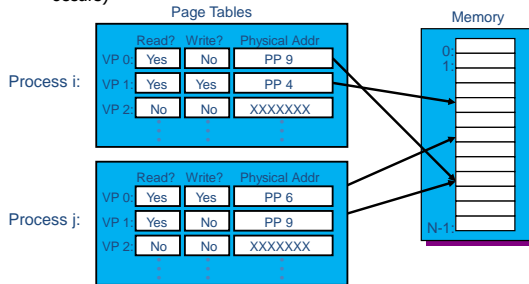 occurs)
Page Tables
Memory
Read? Write? Physical Addr
Process i:
VP 0: Yes No PP 9
VP 1: Yes Yes PP 4
VP 2: No No XXXXXXX
0:
1:
Read? Write? Physical Addr
Process j:
VP 0: Yes Yes PP 6
VP 1: Yes No PP 9
VP 2: No No XXXXXXX
N-1: